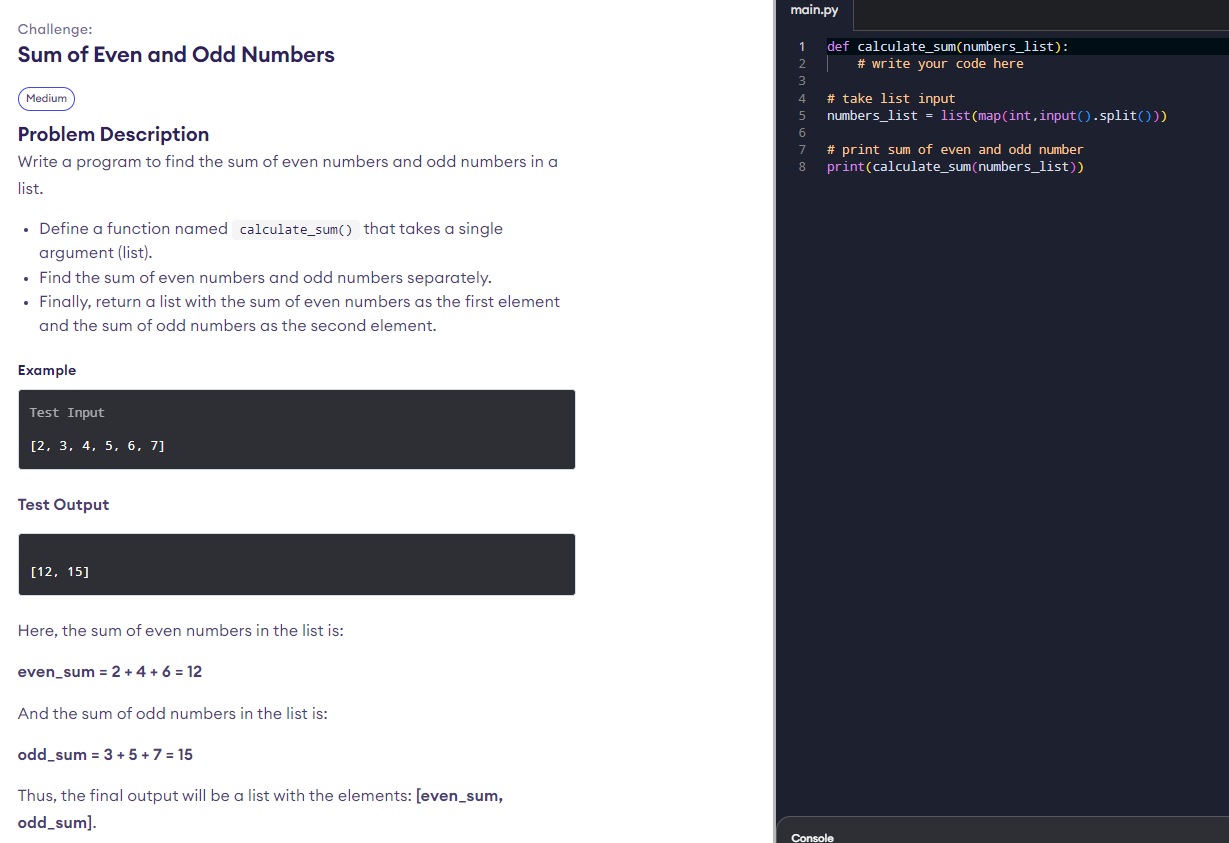 Challenge:
Sum of Even and Odd Numbers
Medium
Problem Description
Write a program to find the sum of even numbers and odd numbers in a
list.
• Define a function named calculate_sum() that takes a single
argument (list).
• Find the sum of even numbers and odd numbers separately.
• Finally, return a list with the sum of even numbers as the first element
and the sum of odd numbers as the second element.
Example
Test Input
[2, 3, 4, 5, 6, 7]
Test Output
[12, 15]
Here, the sum of even numbers in the list is:
even_sum = 2 + 4 + 6 = 12
And the sum of odd numbers in the list is:
odd_sum = 3 + 5 + 7 = 15
Thus, the final output will be a list with the elements: [even_sum,
odd_sum].
main.py
1 def calculate_sum(numbers_list):
2     # write your code here
3
4 # take list input
5 numbers_list = list(map(int,input().split()))
6
7 # print sum of even and odd number
8 print(calculate_sum(numbers_list))
Console